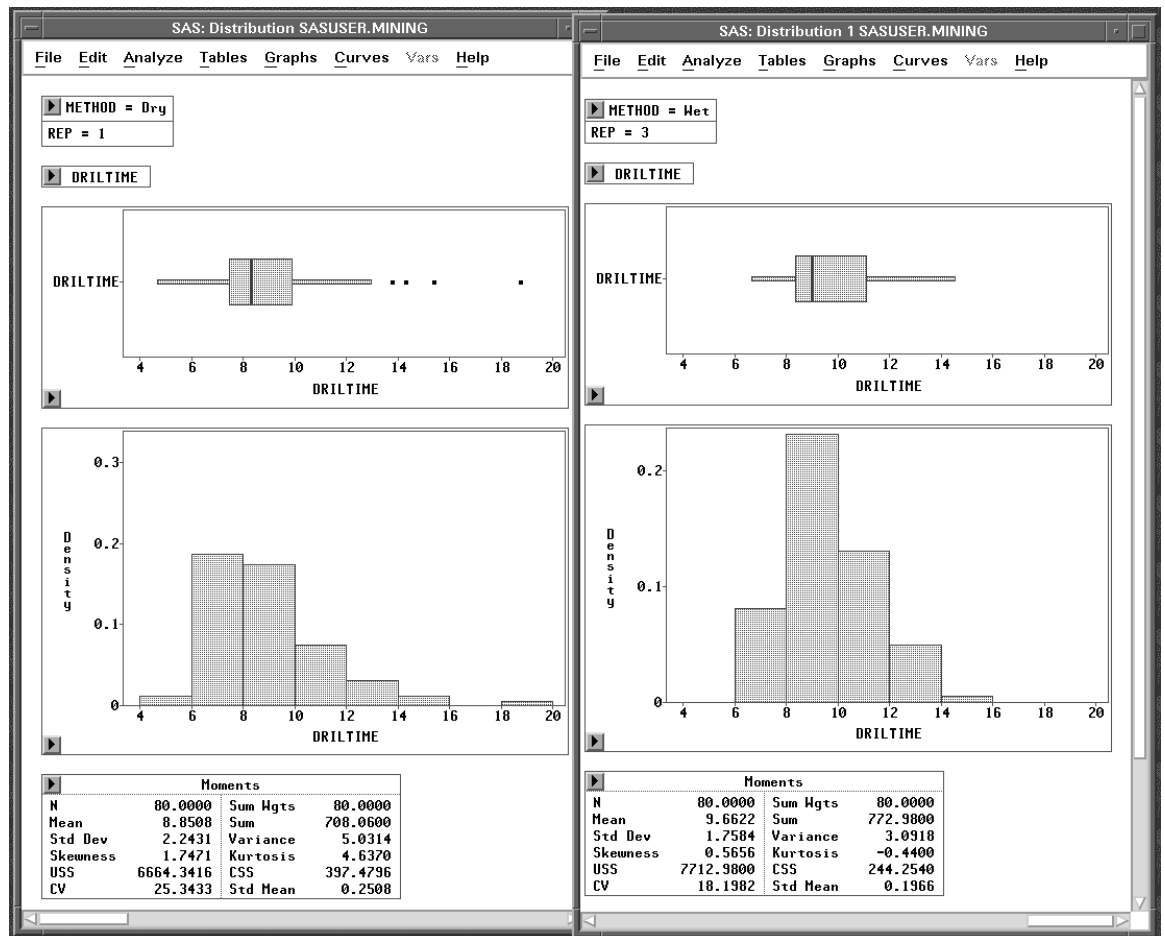 SAS: Distribution SASUSER.MINING
File Edit Analyze Tables Graphs Curves Vars Help
METHOD = Dry
REP = 1
DRILTIME
DRILTIME
4 6 8 10 12 14 16 18 20
DRILTIME
0.3
0.2
0.1
0
Density
4 6 8 10 12 14 16 18 20
DRILTIME
Moments
N 80.0000 Sum Wgts 80.0000
Mean 8.8508 Sum 708.0600
Std Dev 2.2431 Variance 5.0314
Skewness 1.7471 Kurtosis 4.6370
USS 6664.3416 CSS 397.4796
CV 25.3433 Std Mean 0.2508
SAS: Distribution 1 SASUSER.MINING
File Edit Analyze Tables Graphs Curves Vars Help
METHOD = Wet
REP = 3
DRILTIME
DRILTIME
4 6 8 10 12 14 16 18 20
DRILTIME
0.2
0.1
0
Density
4 6 8 10 12 14 16 18 20
DRILTIME
Moments
N 80.0000 Sum Wgts 80.0000
Mean 9.6622 Sum 772.9800
Std Dev 1.7584 Variance 3.0918
Skewness 0.5656 Kurtosis -0.4400
USS 7712.9800 CSS 244.2540
CV 18.1982 Std Mean 0.1966